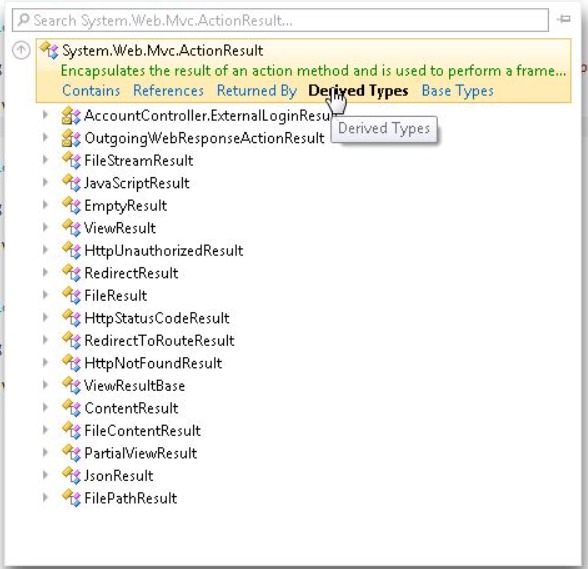 Search System.Web.Mvc.ActionResult...
System.Web.Mvc.ActionResult
Encapsulates the result of an action method and is used to perform a frame...
Contains References Returned By Derived Types Base Types
AccountController.ExternalLoginResult
Derived Types
OutgoingWebResponseActionResult
FileStreamResult
JavaScriptResult
EmptyResult
ViewResult
HttpUnauthorizedResult
RedirectResult
FileResult
HttpStatusCodeResult
RedirectToRouteResult
HttpNotFoundResult
ViewResultBase
ContentResult
FileContentResult
PartialViewResult
JsonResult
FilePathResult